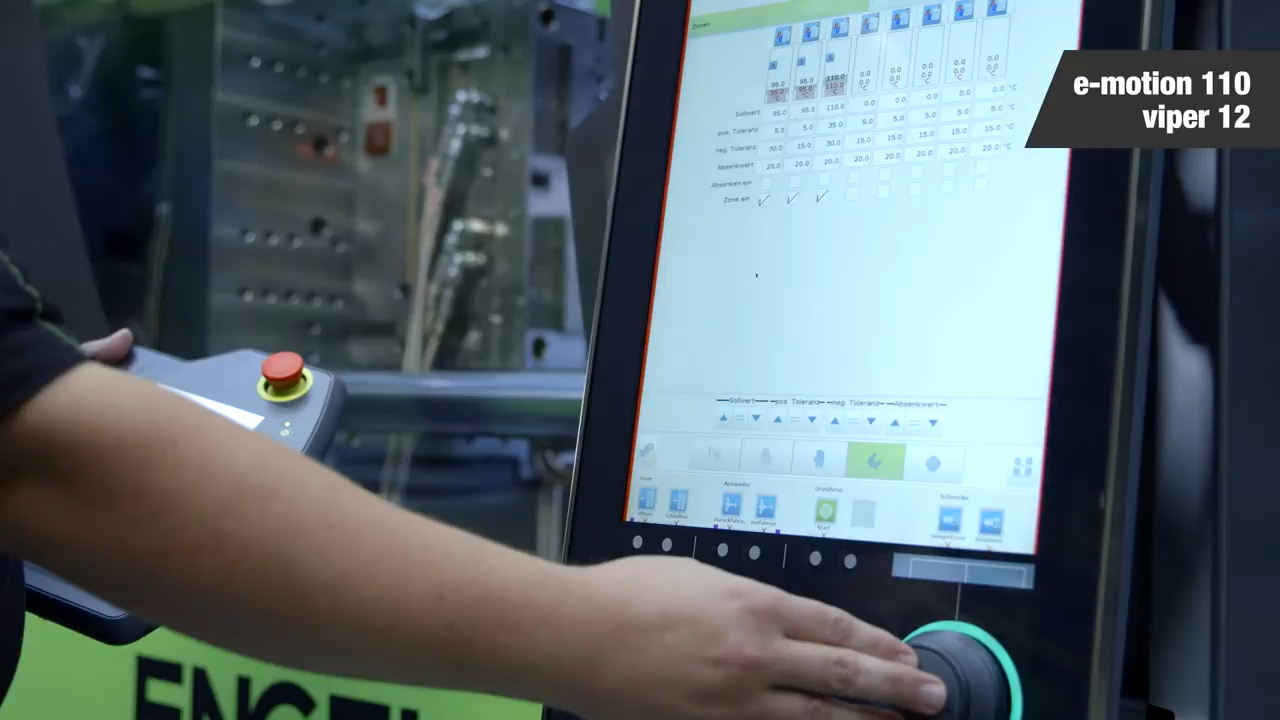 e-motion 110
viper 12
Zonen
95.0 95.0 110.0 0.0 0.0 0.0 0.0 0.0
°C °C °C °C °C °C °C °C
Sollwert 95.0 95.0 110.0 0.0 0.0 0.0 0.0 0.0 °C
pos. Toleranz 5.0 5.0 35.0 5.0 5.0 5.0 5.0 5.0
neg. Toleranz 30.0 15.0 30.0 15.0 15.0 15.0 15.0 15.0 °C
Absenkwert 20.0 20.0 20.0 20.0 20.0 20.0 20.0 20.0 °C
Absenken ein
Zone ein
Sollwert pos. Toleranz neg. Toleranz Absenkwert
Auswerfer
Schnecke
ENGEL